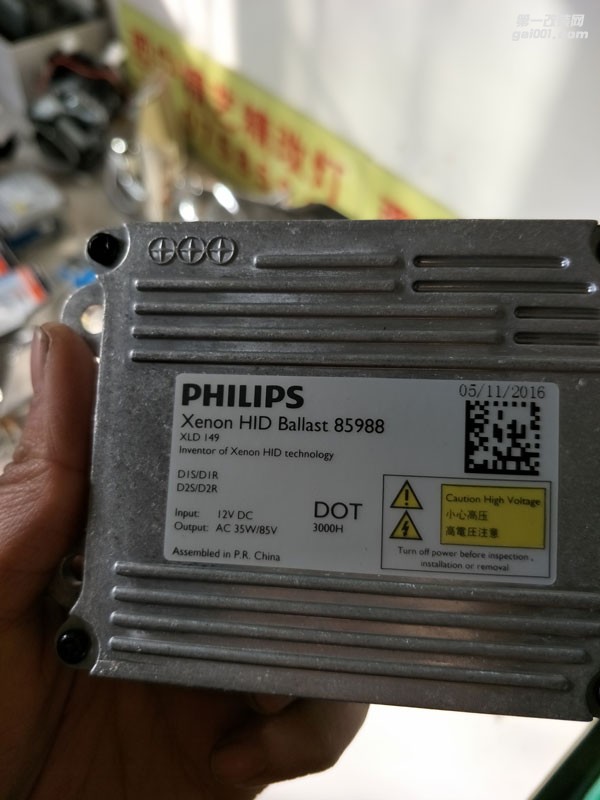 gai001.com
PHILIPS
05/11/2016
Xenon HID Ballast 85988
XLD 149
Inventor of Xenon HID technology
D1S/D1R
D2S/D2R
Input: 12V DC
Output: AC 35W/85V
DOT
3000H
Assembled in P.R. China
Caution High Voltage
小心高压
高電圧注意
Turn off power before inspection,
installation or removal